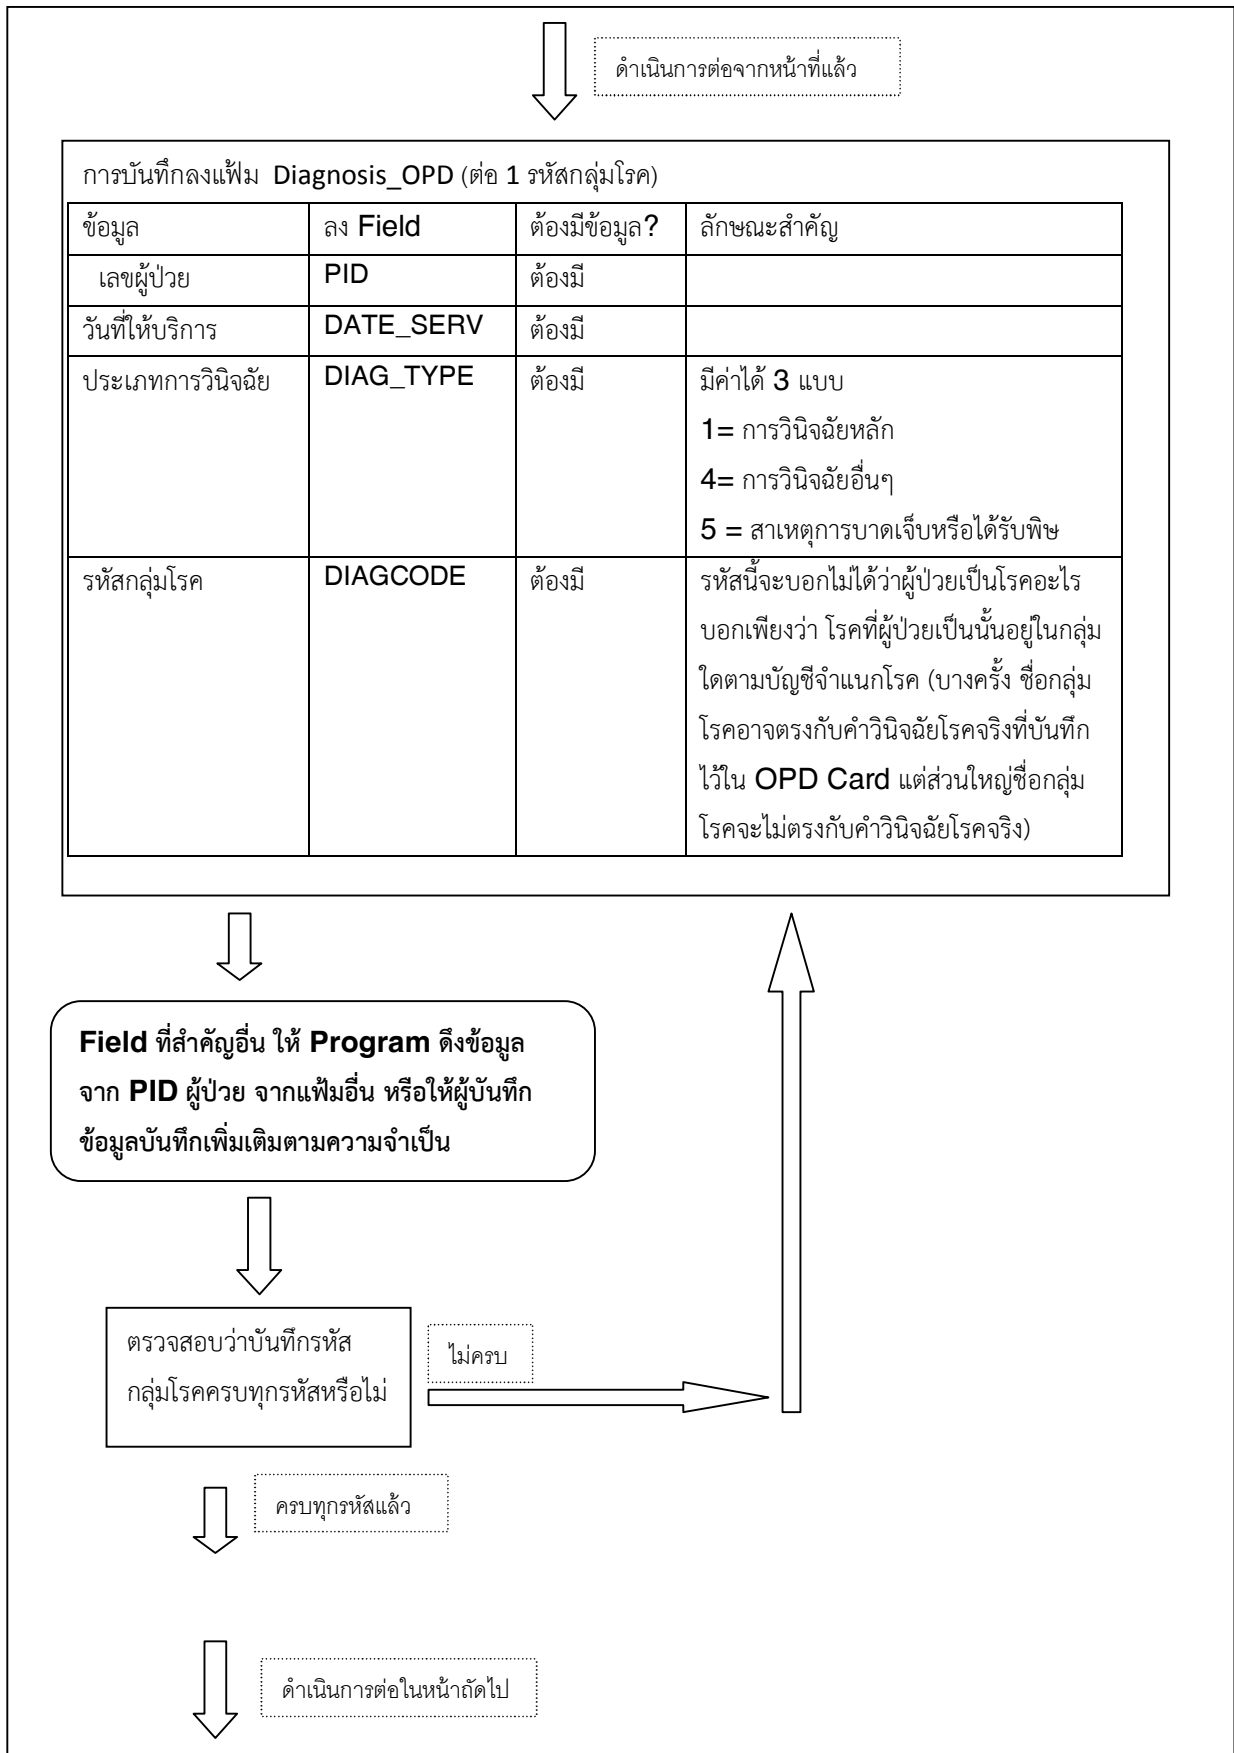 ดำเนินการต่อจากหน้าที่แล้ว
การบันทึกลงแฟ้ม Diagnosis_OPD (ต่อ 1 รหัสกลุ่มโรค)
ข้อมูล ลง Field ต้องมีข้อมูล? ลักษณะสำคัญ
เลขผู้ป่วย PID ต้องมี
วันที่ให้บริการ DATE_SERV ต้องมี
ประเภทการวินิจฉัย DIAG_TYPE ต้องมี มีค่าได้ 3 แบบ
1= การวินิจฉัยหลัก
4= การวินิจฉัยอื่นๆ
5 = สาเหตุการบาดเจ็บหรือได้รับพิษ
รหัสกลุ่มโรค DIAGCODE ต้องมี รหัสนี้จะบอกไม่ได้ว่าผู้ป่วยเป็นโรคอะไร
บอกเพียงว่า โรคที่ผู้ป่วยเป็นนั้นอยู่ในกลุ่ม
ใดตามบัญชีจำแนกโรค (บางครั้ง ชื่อกลุ่ม
โรคอาจตรงกับคำวินิจฉัยโรคจริงที่บันทึก
ไว้ใน OPD Card แต่ส่วนใหญ่ชื่อกลุ่ม
โรคจะไม่ตรงกับคำวินิจฉัยโรคจริง)
Field ที่สำคัญอื่น ให้ Program ดึงข้อมูล
จาก PID ผู้ป่วย จากแฟ้มอื่น หรือให้ผู้บันทึก
ข้อมูลบันทึกเพิ่มเติมตามความจำเป็น
ตรวจสอบว่าบันทึกรหัส
กลุ่มโรคครบทุกรหัสหรือไม่
ไม่ครบ
ครบทุกรหัสแล้ว
ดำเนินการต่อในหน้าถัดไป